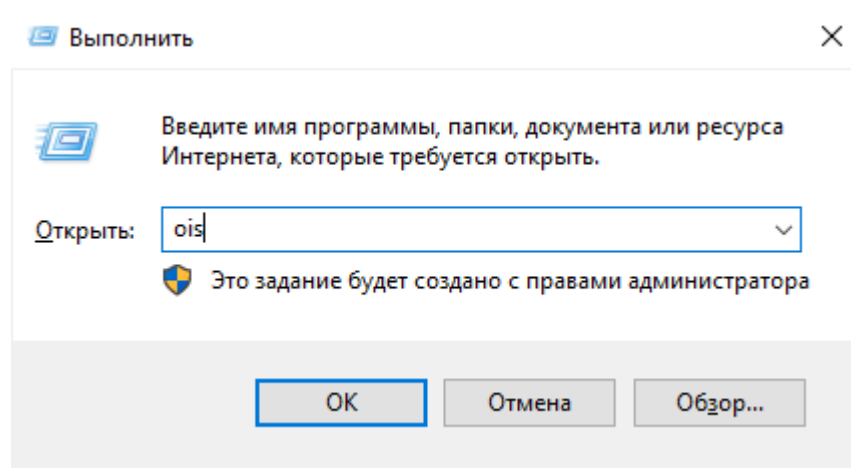 Выполнить
Введите имя программы, папки, документа или ресурса
Интернета, которые требуется открыть.
Открыть: ois
Это задание будет создано с правами администратора
ОК Отмена Обзор...